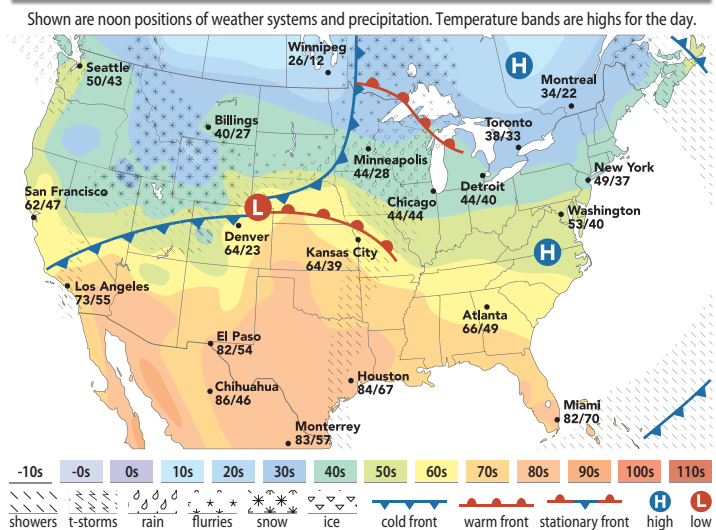 Shown are noon positions of weather systems and precipitation. Temperature bands are highs for the day.
Winnipeg
26/12
Seattle
50/43
H
L
Montreal
34/22
Billings
40/27
Toronto
38/33
Minneapolis
44/28
New York
49/37
San Francisco
62/47
Chicago
44/44
Detroit
44/40
L
Washington
53/40
Denver
64/23
Kansas City
64/39
H
Los Angeles
73/55
Atlanta
66/49
El Paso
82/54
Chihuahua
86/46
Houston
84/67
Miami
82/70
Monterrey
83/57
-10s -0s 0s 10s 20s 30s 40s 50s 60s 70s 80s 90s 100s 110s
H L
showers t-storms rain flurries snow ice cold front warm front stationary front high low